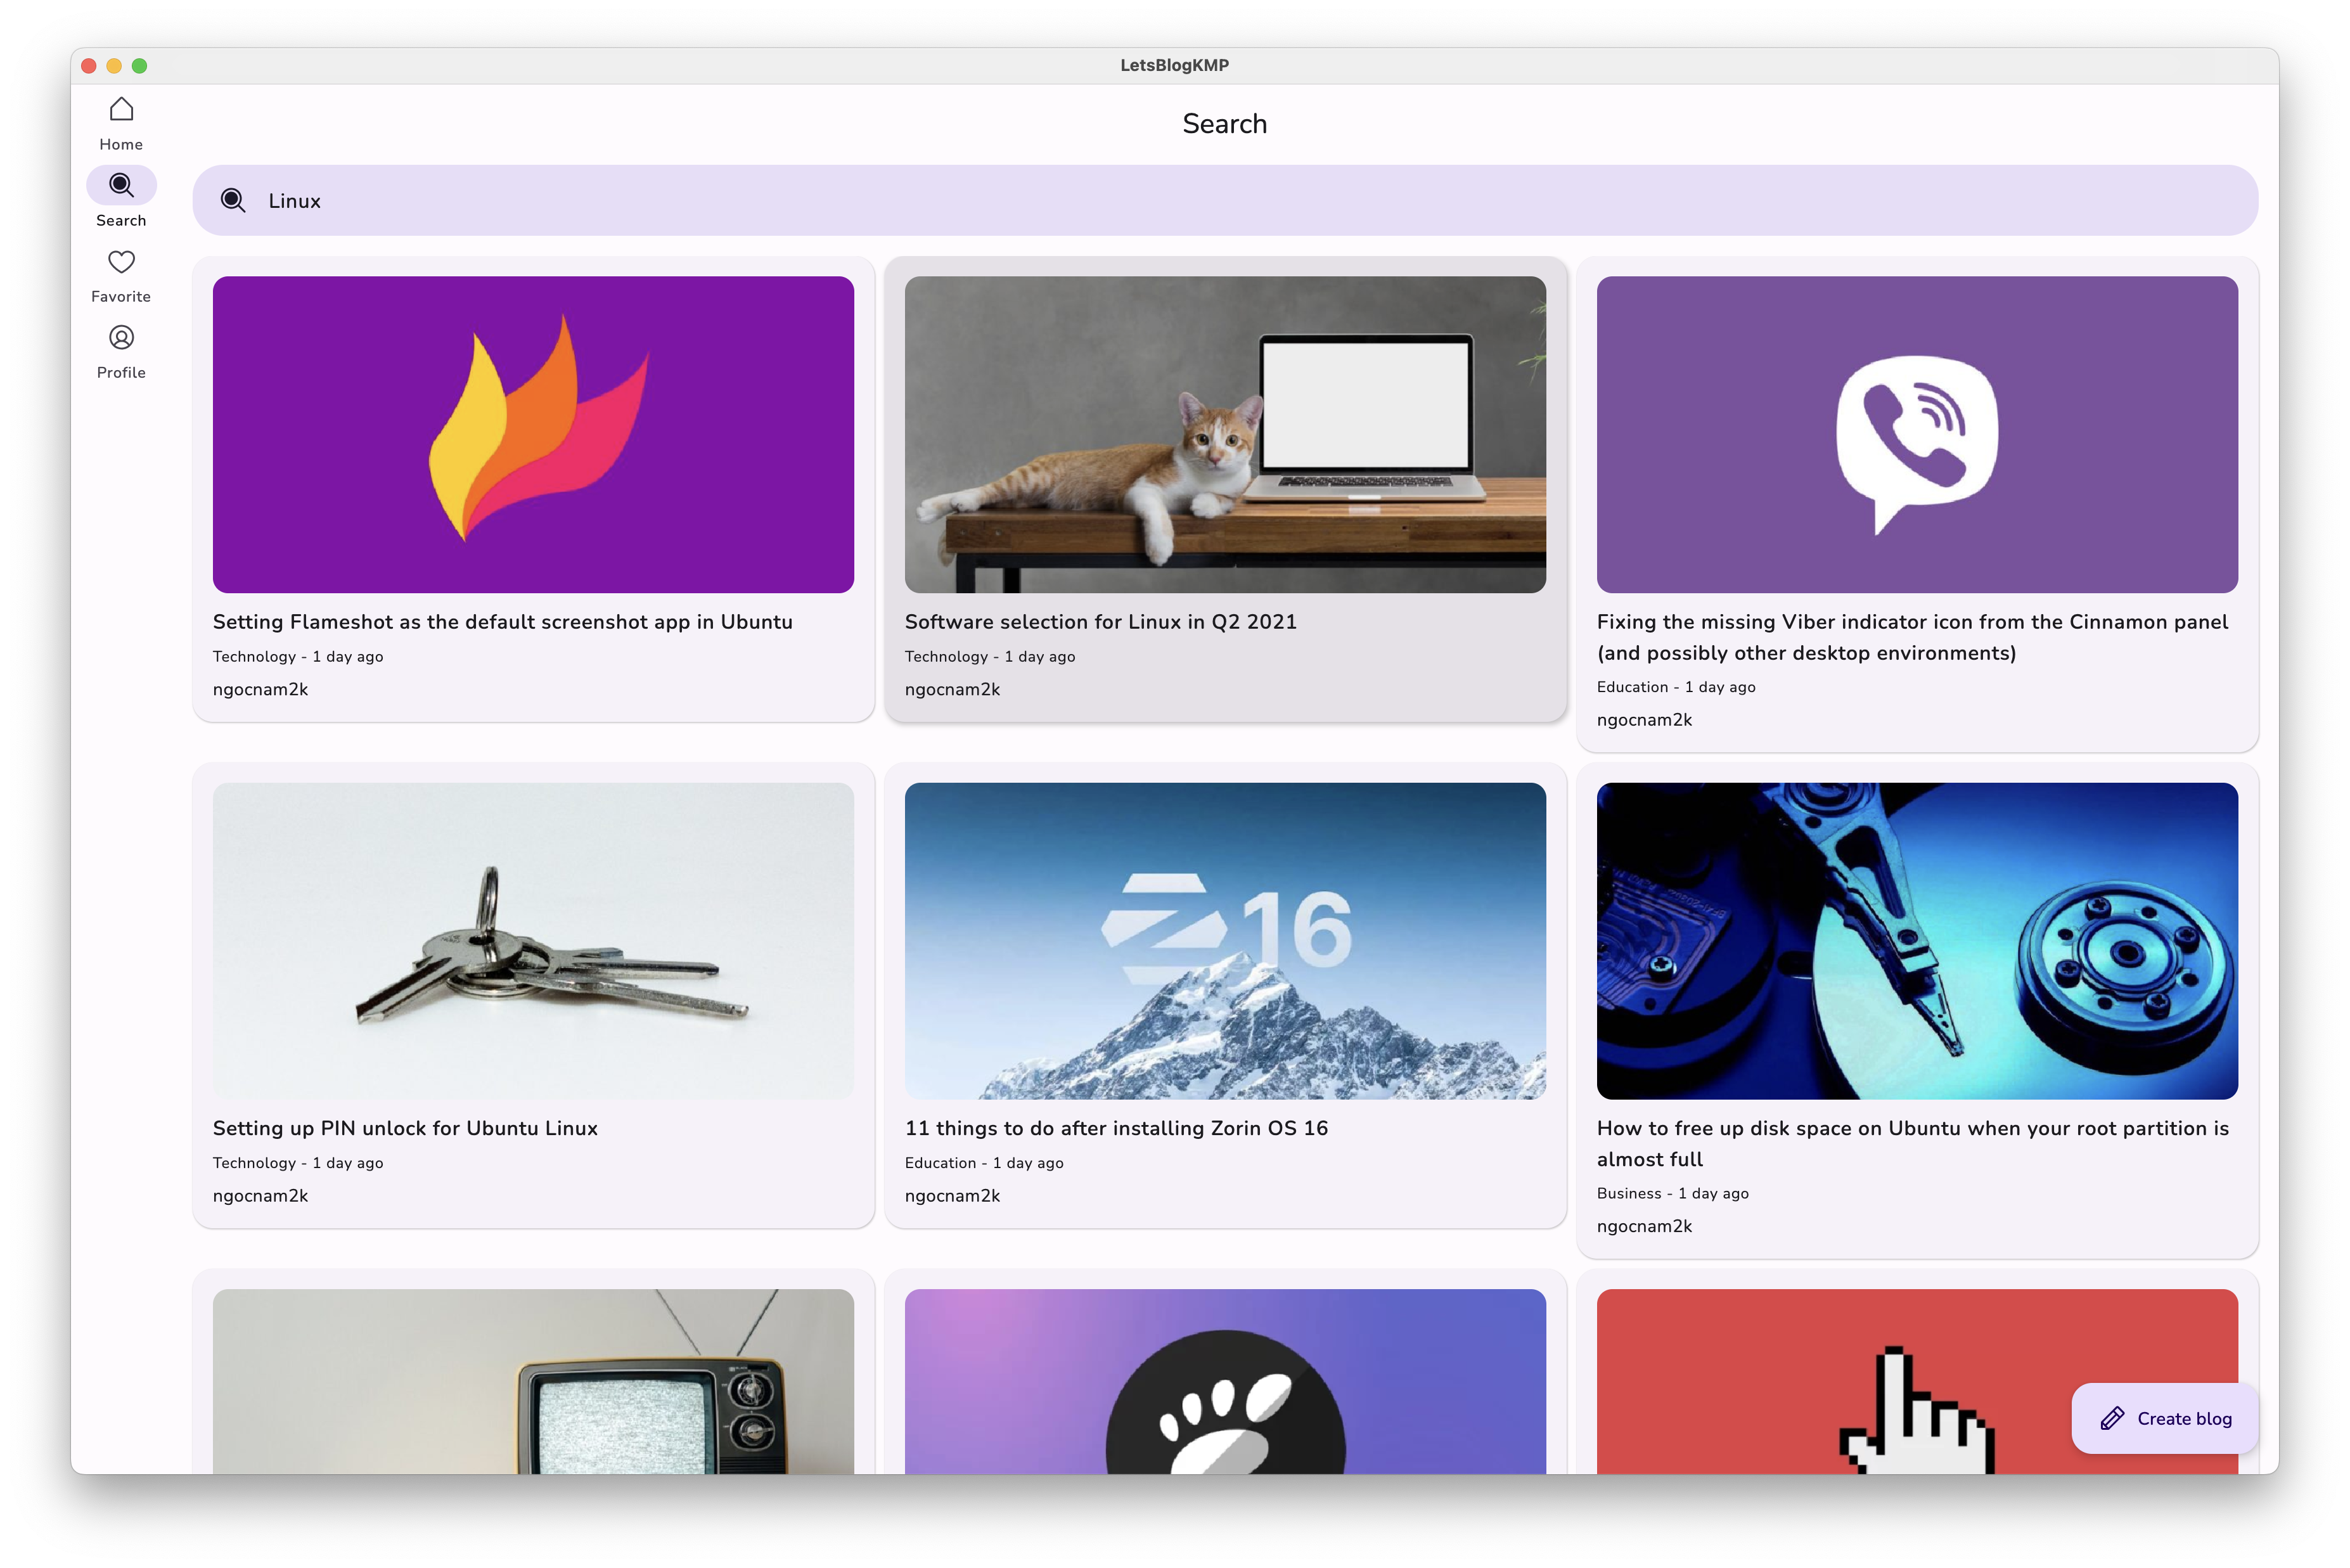 LetsBlogKMP
Home
Search
Favorite
Profile
Search
Linux
Setting Flameshot as the default screenshot app in Ubuntu
Technology - 1 day ago
ngocnam2k
Software selection for Linux in Q2 2021
Technology - 1 day ago
ngocnam2k
Fixing the missing Viber indicator icon from the Cinnamon panel
(and possibly other desktop environments)
Education - 1 day ago
ngocnam2k
Setting up PIN unlock for Ubuntu Linux
Technology - 1 day ago
ngocnam2k
16
11 things to do after installing Zorin OS 16
Education - 1 day ago
ngocnam2k
How to free up disk space on Ubuntu when your root partition is
almost full
Business - 1 day ago
ngocnam2k
Create blog